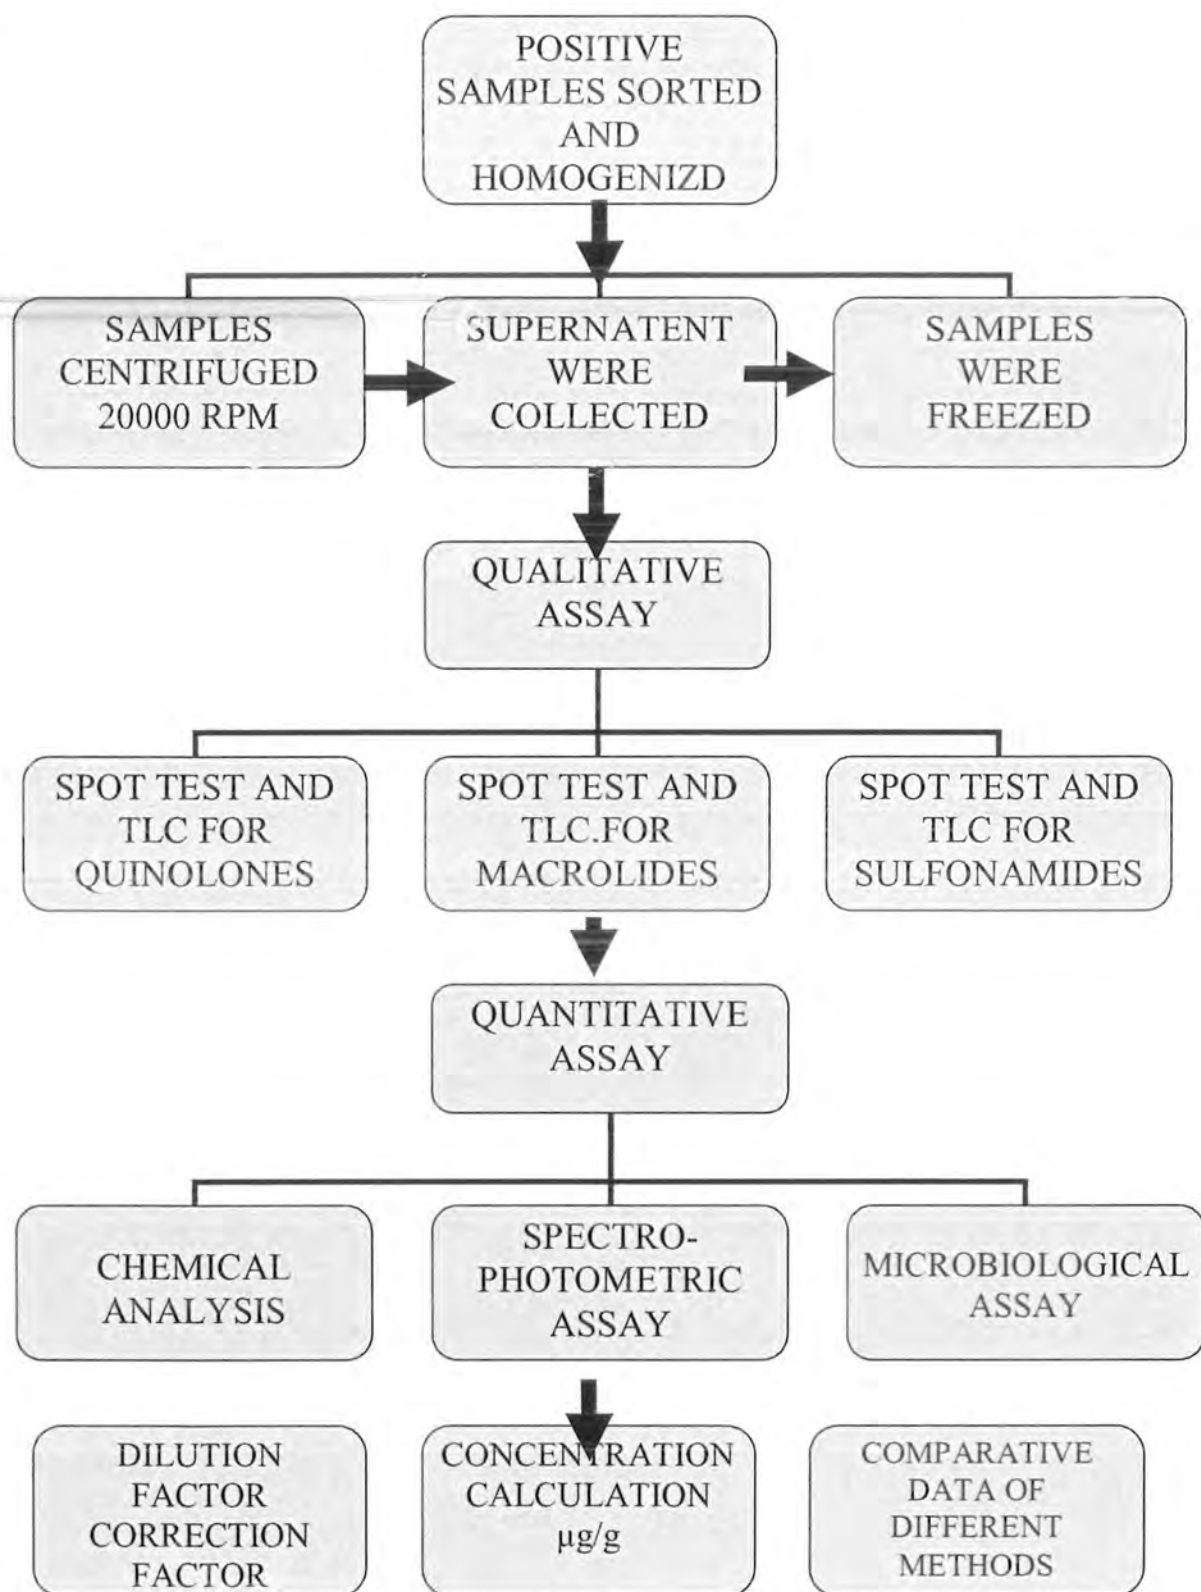 POSITIVE
SAMPLES SORTED
AND
HOMOGENIZD
SAMPLES
CENTRIFUGED
20000 RPM
SUPERNATENT
WERE
COLLECTED
SAMPLES
WERE
FREEZED
QUALITATIVE
ASSAY
SPOT TEST AND
TLC FOR
QUINOLONES
SPOT TEST AND
TLC.FOR
MACROLIDES
SPOT TEST AND
TLC FOR
SULFONAMIDES
QUANTITATIVE
ASSAY
CHEMICAL
ANALYSIS
SPECTRO-
PHOTOMETRIC
ASSAY
MICROBIOLOGICAL
ASSAY
DILUTION
FACTOR
CORRECTION
FACTOR
CONCENTRATION
CALCULATION
µg/g
COMPARATIVE
DATA OF
DIFFERENT
METHODS